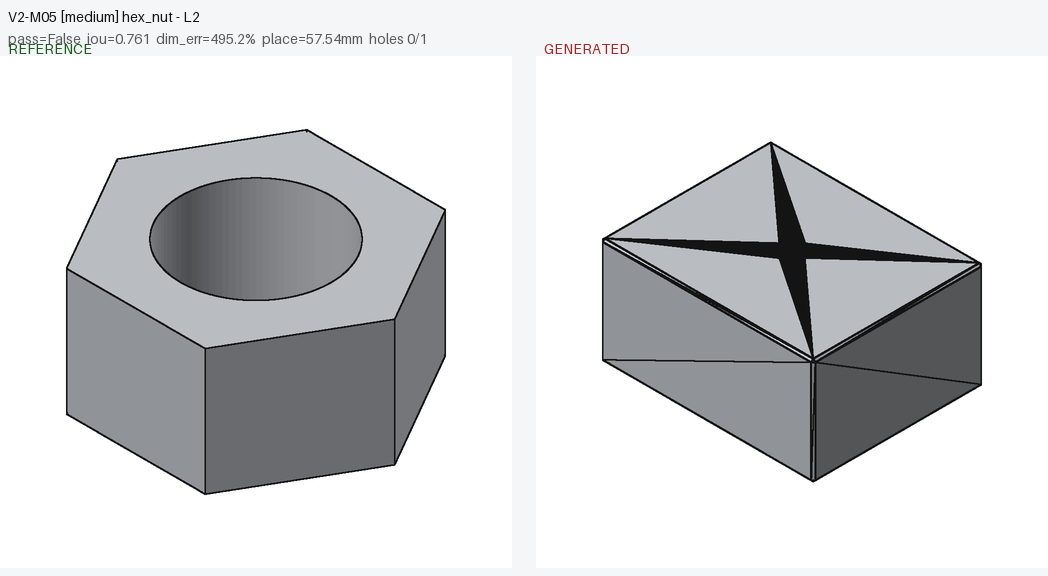 V2-M05 [medium] hex_nut - L2
pass=False iou=0.761 dim_err=495.2% place=57.54mm holes 0/1
REFERENCE
GENERATED